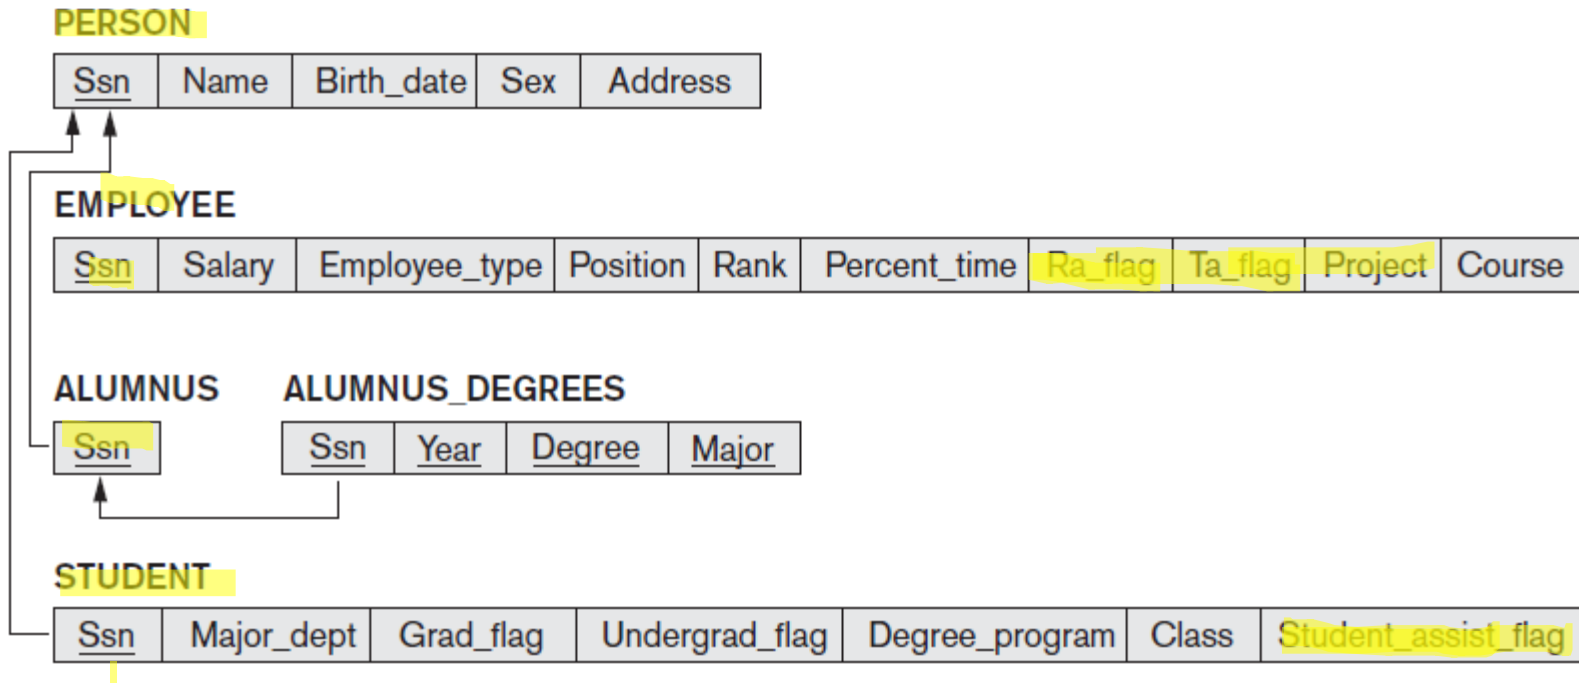 PERSON
Ssn Name Birth_date Sex Address
EMPLOYEE
Ssn Salary Employee_type Position Rank Percent_time Ra_flag Ta_flag Project Course
ALUMNUS ALUMNUS_DEGREES
Ssn Ssn Year Degree Major
STUDENT
Ssn Major_dept Grad_flag Undergrad_flag Degree_program Class Student_assist_flag